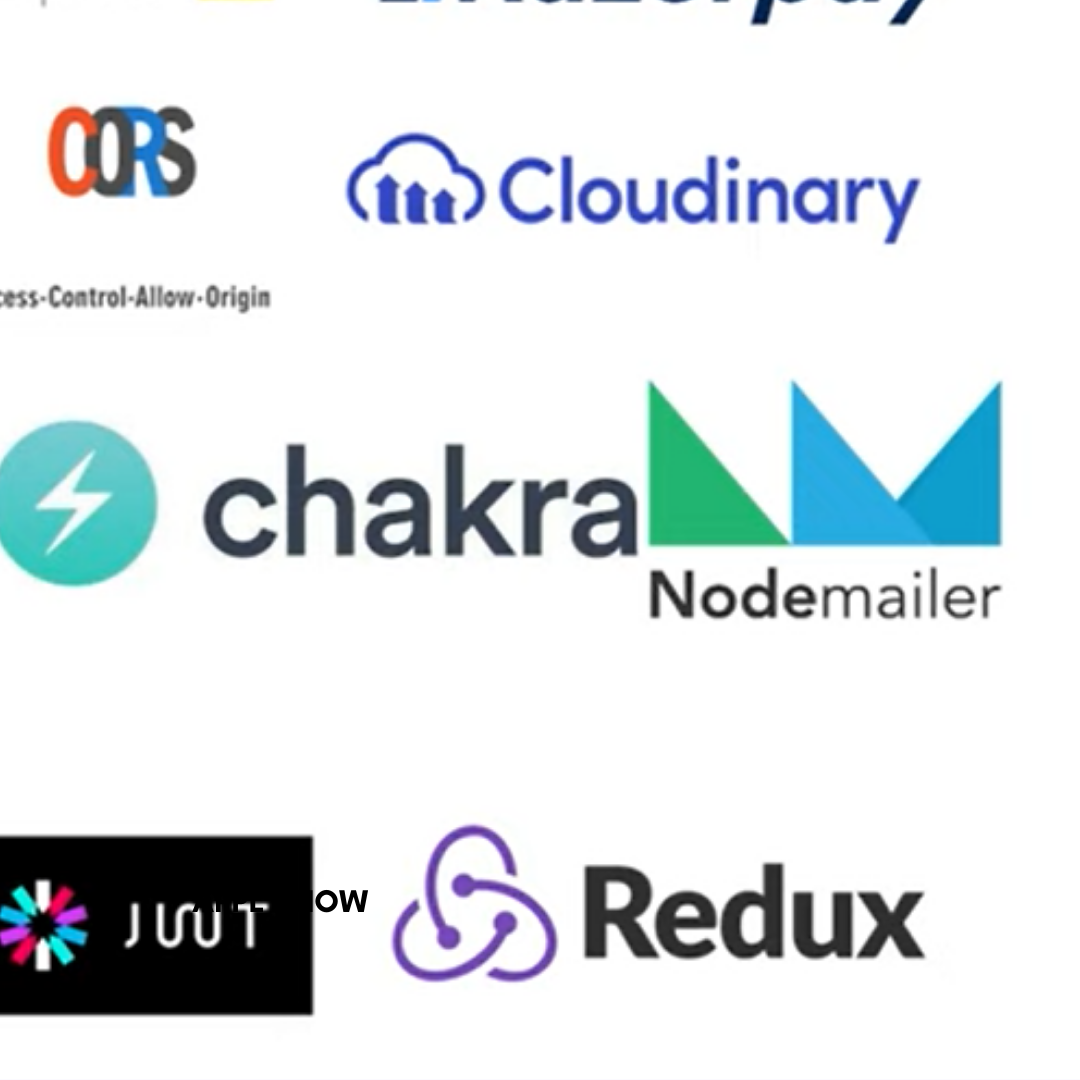 CORS
Cloudinary
cess-Control-Allow-Origin
chakra
Nodemailer
JWT
Redux